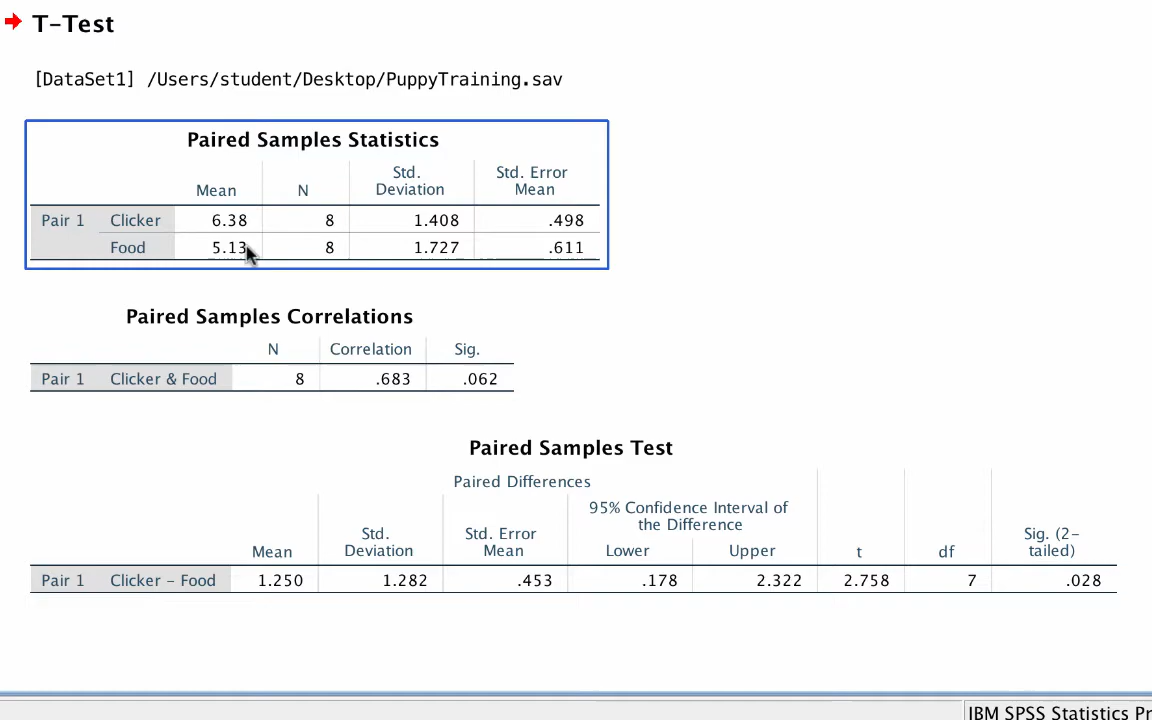 T-Test
[DataSet1] /Users/student/Desktop/PuppyTraining.sav
Paired Samples Statistics
Mean N Std. Deviation Std. Error Mean
Pair 1 Clicker 6.38 8 1.408 .498
Food 5.13 8 1.727 .611
Paired Samples Correlations
N Correlation Sig.
Pair 1 Clicker & Food 8 .683 .062
Paired Samples Test
Paired Differences
95% Confidence Interval of the Difference
Mean Std. Deviation Std. Error Mean Lower Upper t df Sig. (2-tailed)
Pair 1 Clicker - Food 1.250 1.282 .453 .178 2.322 2.758 7 .028
IBM SPSS Statistics Pr